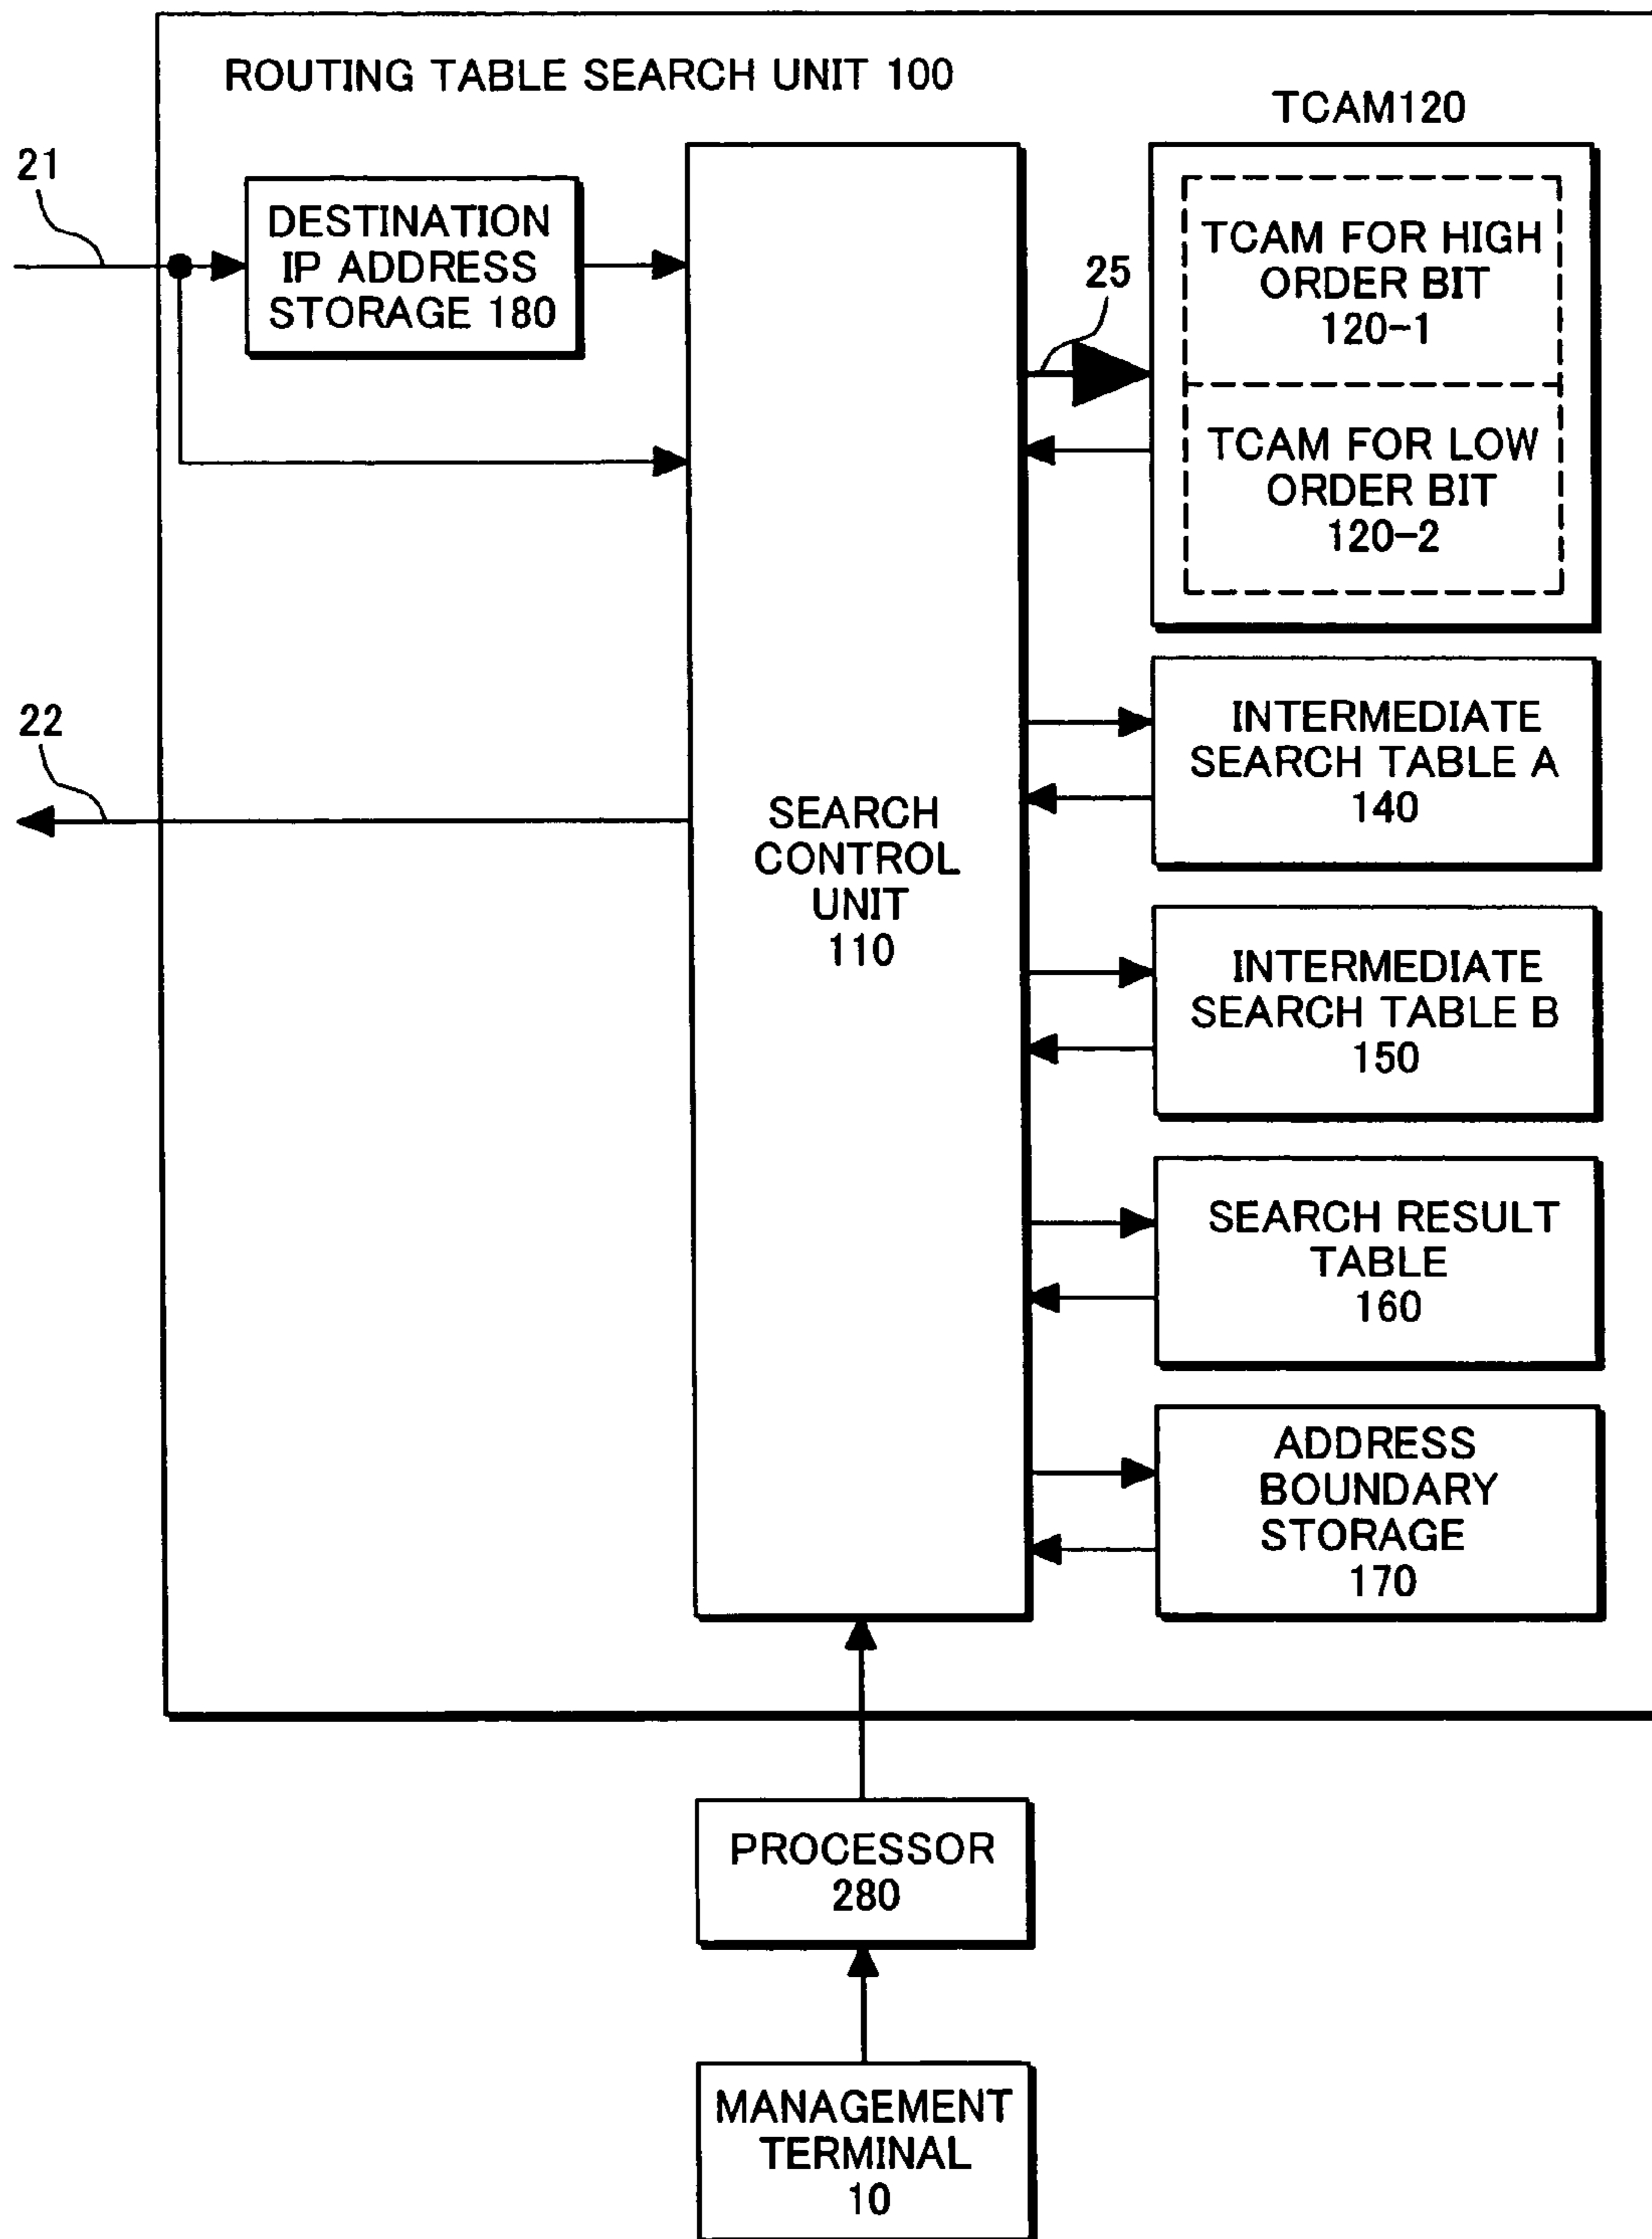 ROUTING TABLE SEARCH UNIT 100
TCAM120
21
DESTINATION
IP ADDRESS
STORAGE 180
25
TCAM FOR HIGH
ORDER BIT
120-1
TCAM FOR LOW
ORDER BIT
120-2
22
SEARCH
CONTROL
UNIT
110
INTERMEDIATE
SEARCH TABLE A
140
INTERMEDIATE
SEARCH TABLE B
150
SEARCH RESULT
TABLE
160
ADDRESS
BOUNDARY
STORAGE
170
PROCESSOR
280
MANAGEMENT
TERMINAL
10